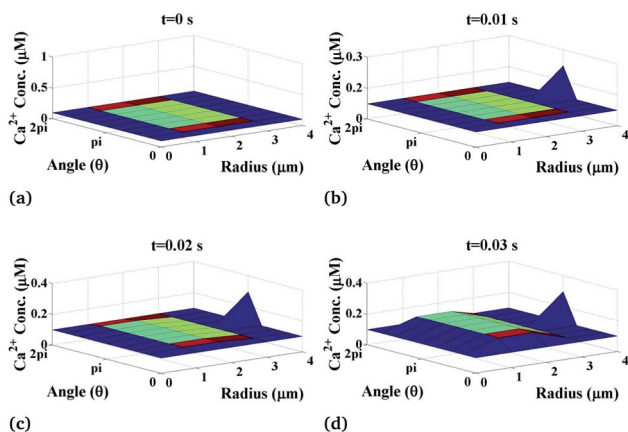 t=0 s
Ca2+ Conc. (µM)
1
0.5
0
2pi
pi
0
Angle (θ)
0
1
2
3
4
Radius (µm)
(a)
t=0.01 s
Ca2+ Conc. (µM)
0.3
0.2
0
2pi
pi
0
Angle (θ)
0
1
2
3
4
Radius (µm)
(b)
t=0.02 s
Ca2+ Conc. (µM)
0.4
0.2
0
2pi
pi
0
Angle (θ)
0
1
2
3
4
Radius (µm)
(c)
t=0.03 s
Ca2+ Conc. (µM)
0.4
0.2
0
2pi
pi
0
Angle (θ)
0
1
2
3
4
Radius (µm)
(d)